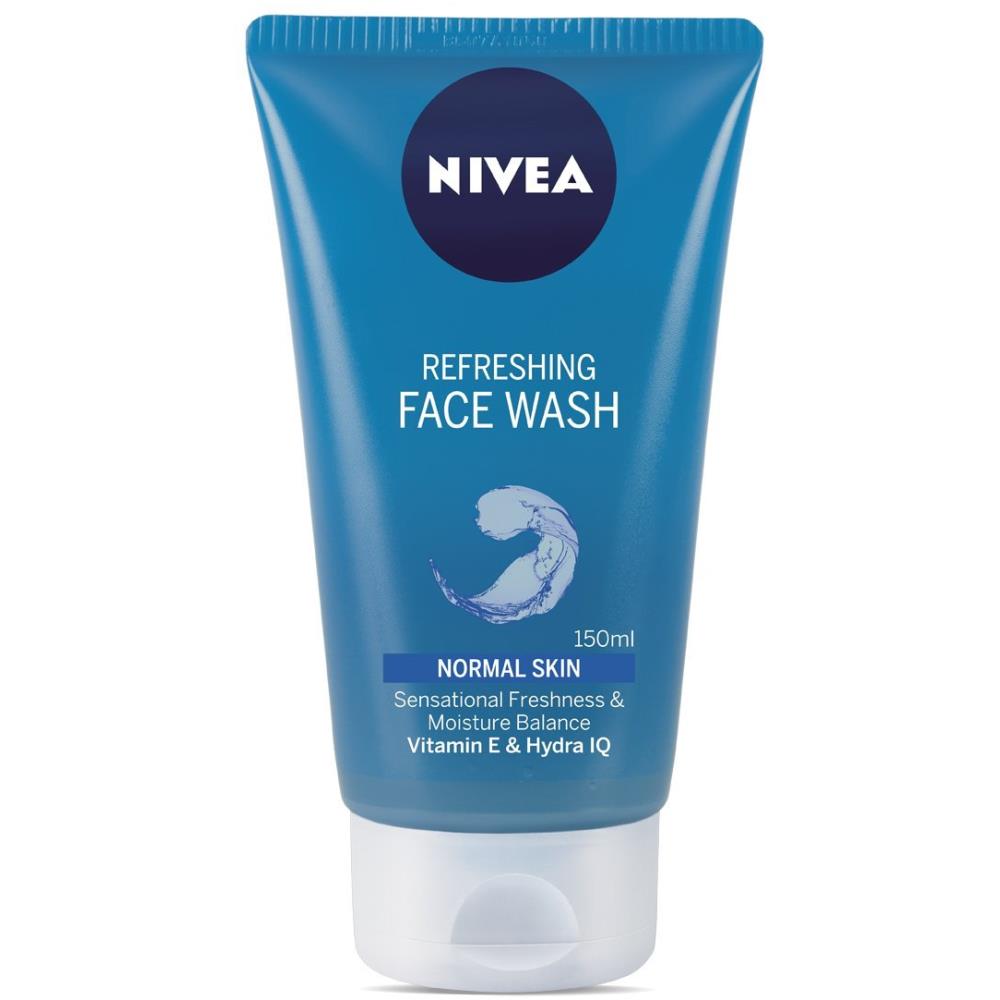 NIVEA
REFRESHING
FACE WASH
150ml
NORMAL SKIN
Sensational Freshness &
Moisture Balance
Vitamin E & Hydra IQ